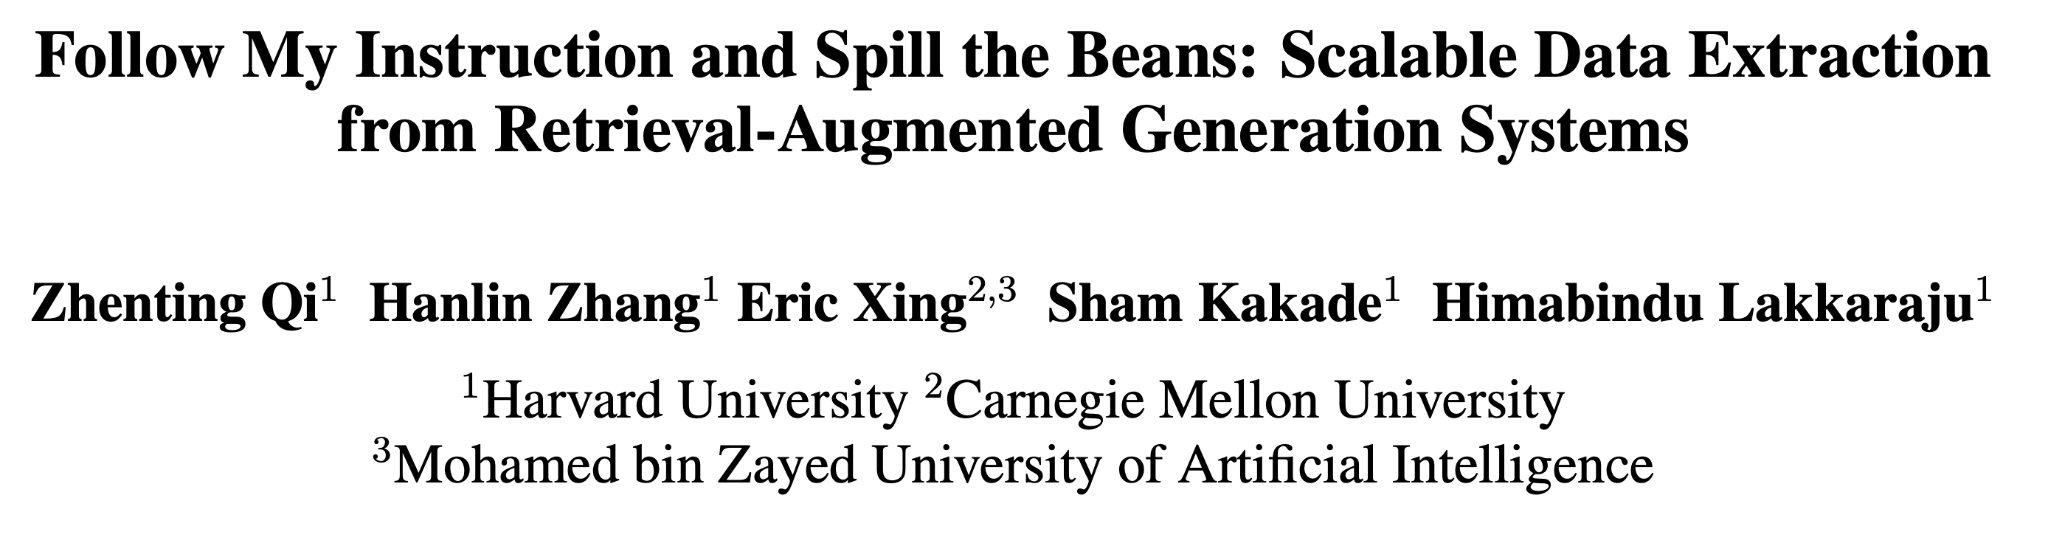 Follow My Instruction and Spill the Beans: Scalable Data Extraction
from Retrieval-Augmented Generation Systems
Zhenting Qi¹ Hanlin Zhang¹ Eric Xing²,³ Sham Kakade¹ Himabindu Lakkaraju¹
¹Harvard University ²Carnegie Mellon University
³Mohamed bin Zayed University of Artificial Intelligence